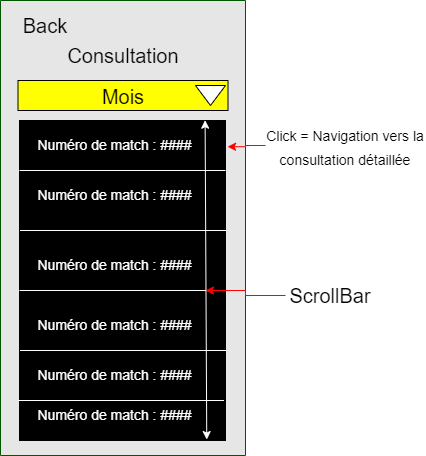 Back
Consultation
Mois
Numéro de match : ####
Click = Navigation vers la
consultation détaillée
Numéro de match : ####
Numéro de match : ####
ScrollBar
Numéro de match : ####
Numéro de match : ####
Numéro de match : ####